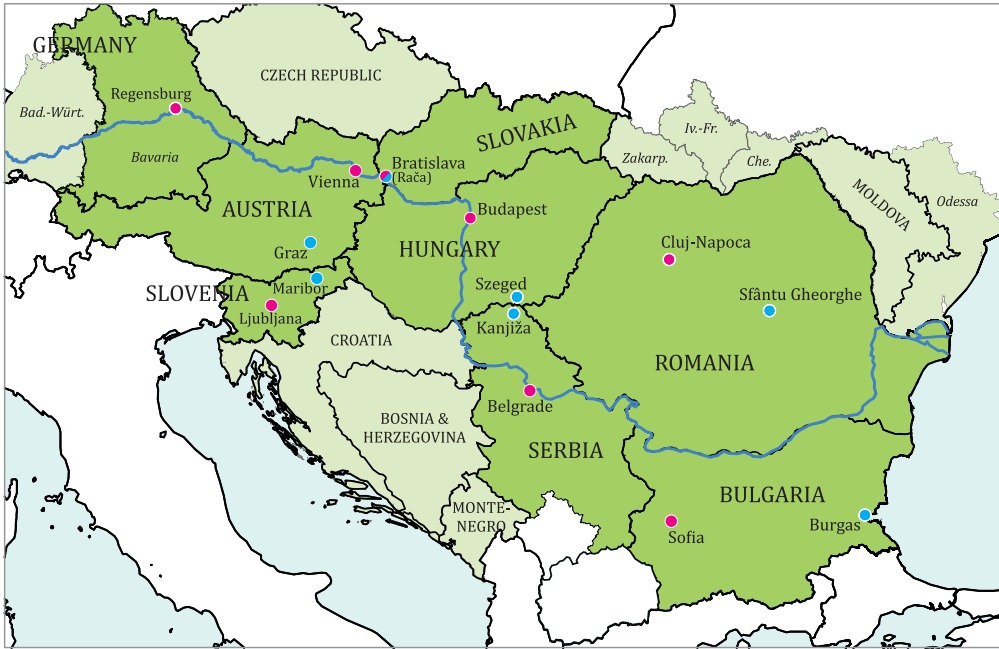 GERMANY
CZECH REPUBLIC
Regensburg
Bad.-Würt.
Bavaria
SLOVAKIA
Iv.-Fr.
Zakarp.
Che.
MOLDOVA
Odessa
Vienna
Bratislava
(Rača)
AUSTRIA
Budapest
HUNGARY
Graz
Cluj-Napoca
SLOVENIA
Maribor
Szeged
Sfântu Gheorghe
Ljubljana
Kanjiža
CROATIA
ROMANIA
Belgrade
BOSNIA &
HERZEGOVINA
SERBIA
BULGARIA
MONTE-
NEGRO
Sofia
Burgas